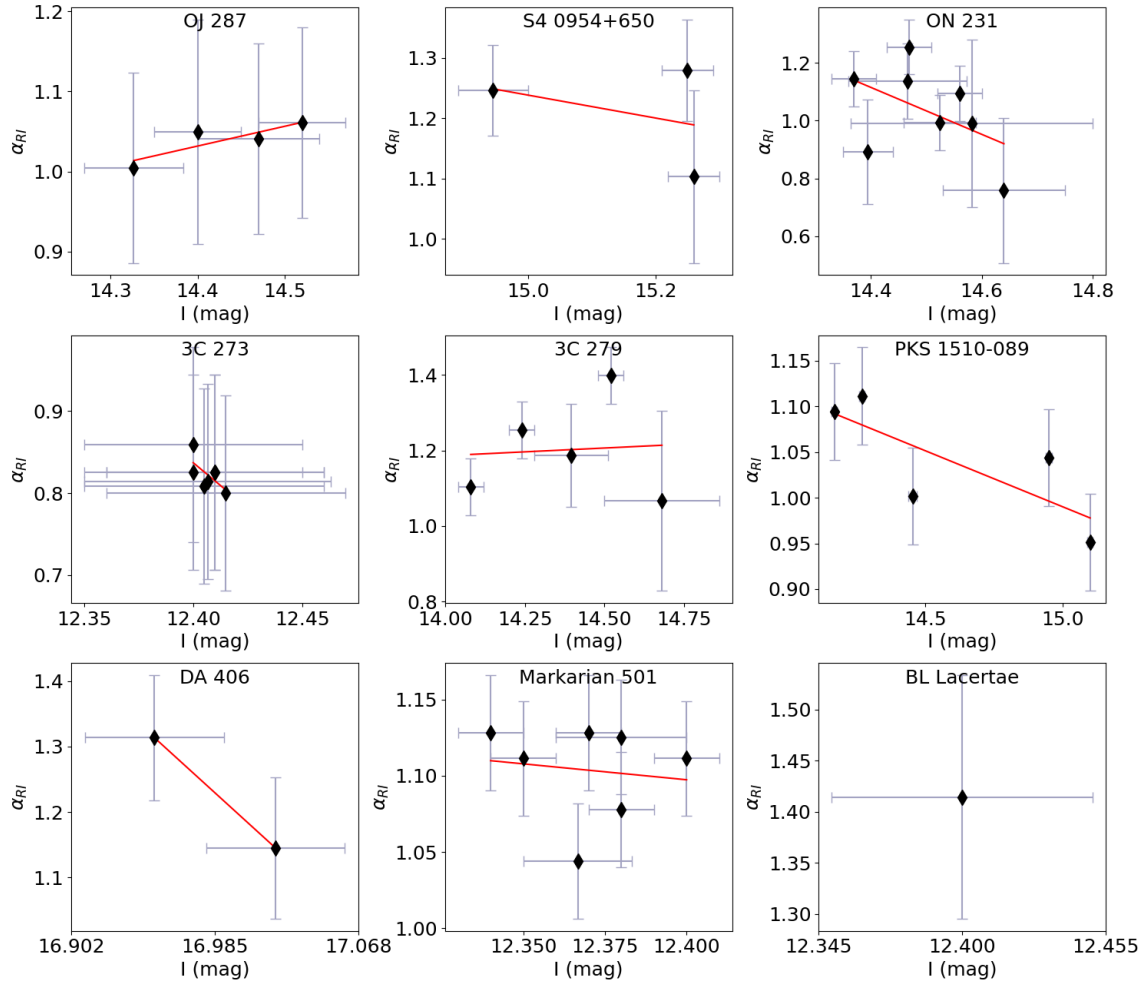 OJ 287
1.2
1.1
1.0
0.9
α_RI
14.3 14.4 14.5
I (mag)
S4 0954+650
1.3
1.2
1.1
1.0
α_RI
15.0 15.2
I (mag)
ON 231
1.2
1.0
0.8
0.6
α_RI
14.4 14.6 14.8
I (mag)
3C 273
0.9
0.8
0.7
α_RI
12.35 12.40 12.45
I (mag)
3C 279
1.4
1.2
1.0
0.8
α_RI
14.00 14.25 14.50 14.75
I (mag)
PKS 1510-089
1.15
1.10
1.05
1.00
0.95
0.90
α_RI
14.5 15.0
I (mag)
DA 406
1.4
1.3
1.2
1.1
α_RI
16.902 16.985 17.068
I (mag)
Markarian 501
1.15
1.10
1.05
1.00
α_RI
12.350 12.375 12.400
I (mag)
BL Lacertae
1.50
1.45
1.40
1.35
1.30
α_RI
12.345 12.400 12.455
I (mag)